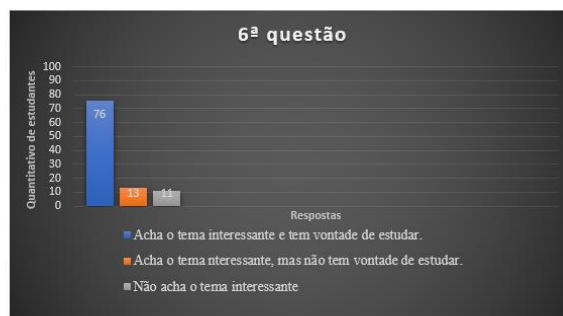 6ª questão
Quantitativo de estudantes
100
90
80
70
60
50
40
30
20
10
0
76
13
11
Respostas
Acha o tema interessante e tem vontade de estudar.
Acha o tema nteressante, mas não tem vontade de estudar.
Não acha o tema interessante